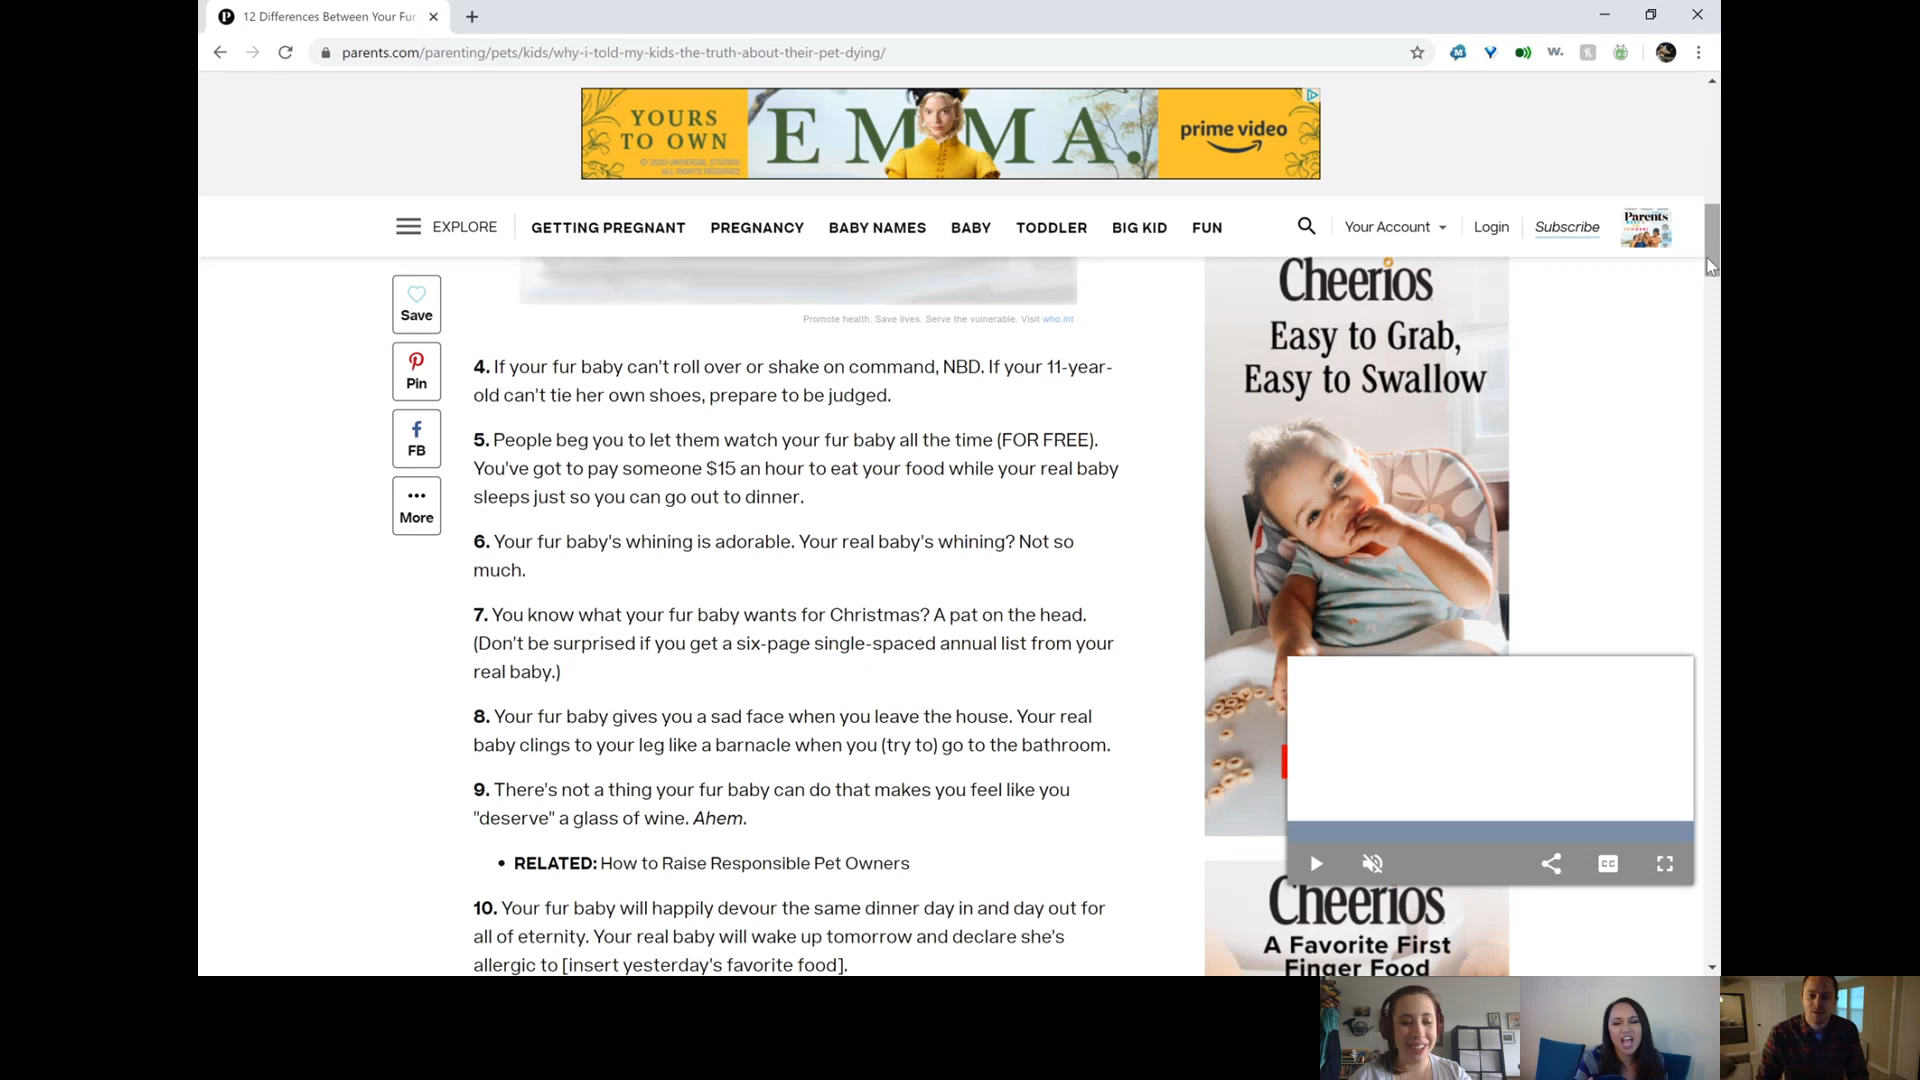 12 Differences Between Your Fur
parents.com/parenting/pets/kids/why-i-told-my-kids-the-truth-about-their-pet-dying/
YOURS
TO OWN
© 2020 UNIVERSAL STUDIOS.
ALL RIGHTS RESERVED.
EMMA.
prime video
EXPLORE
GETTING PREGNANT
PREGNANCY
BABY NAMES
BABY
TODDLER
BIG KID
FUN
Your Account
Login
Subscribe
Parents
Save
Pin
FB
More
Promote health. Save lives. Serve the vulnerable. Visit who.int
4. If your fur baby can't roll over or shake on command, NBD. If your 11-year-
old can't tie her own shoes, prepare to be judged.
5. People beg you to let them watch your fur baby all the time (FOR FREE).
You've got to pay someone $15 an hour to eat your food while your real baby
sleeps just so you can go out to dinner.
6. Your fur baby's whining is adorable. Your real baby's whining? Not so
much.
7. You know what your fur baby wants for Christmas? A pat on the head.
(Don't be surprised if you get a six-page single-spaced annual list from your
real baby.)
8. Your fur baby gives you a sad face when you leave the house. Your real
baby clings to your leg like a barnacle when you (try to) go to the bathroom.
9. There's not a thing your fur baby can do that makes you feel like you
"deserve" a glass of wine. Ahem.
• RELATED: How to Raise Responsible Pet Owners
10. Your fur baby will happily devour the same dinner day in and day out for
all of eternity. Your real baby will wake up tomorrow and declare she's
allergic to [insert yesterday's favorite food].
Cheerios
Easy to Grab,
Easy to Swallow
CC
Cheerios
A Favorite First
Finger Food